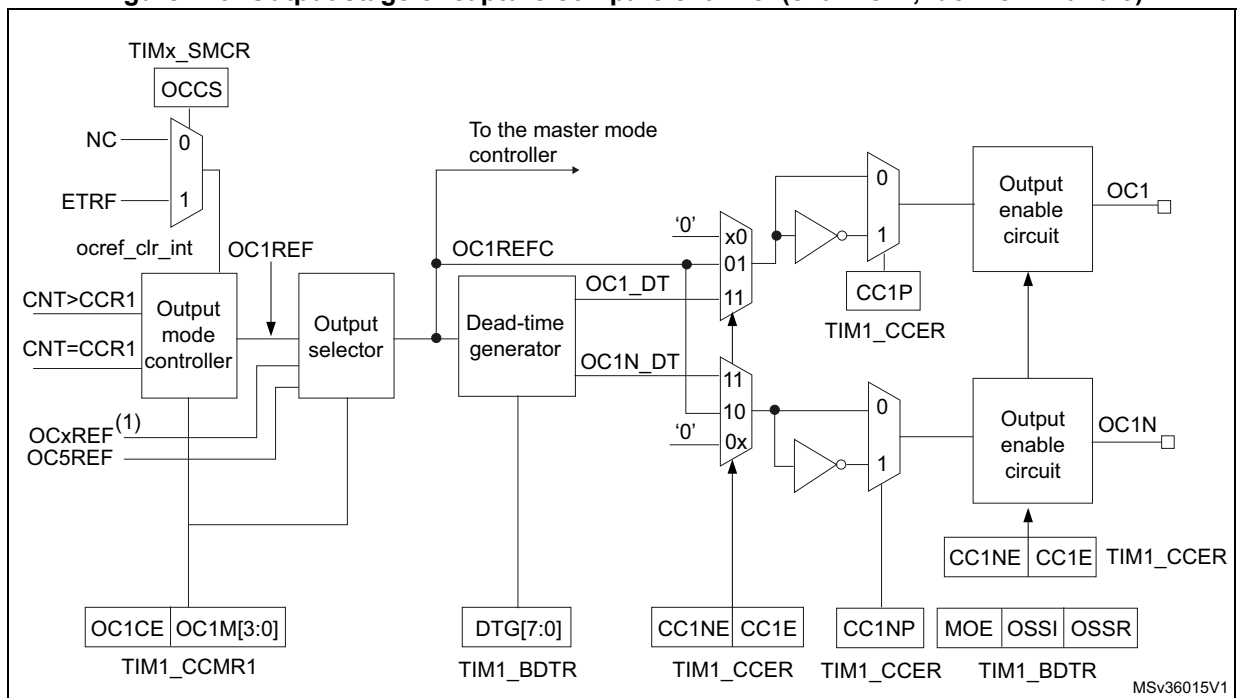 TIMx_SMCR
OCCS
NC
0
ETRF
1
ocref_clr_int
OC1REF
CNT>CCR1
CNT=CCR1
Output
mode
controller
Output
selector
OCxREF(1)
OC5REF
OC1CE OC1M[3:0]
TIM1_CCMR1
To the master mode
controller
OC1REFC
Dead-time
generator
OC1_DT
OC1N_DT
DTG[7:0]
TIM1_BDTR
'0'
x0
01
11
11
10
'0'
0x
CC1NE CC1E
TIM1_CCER
0
1
CC1P
TIM1_CCER
0
1
CC1NP
TIM1_CCER
Output
enable
circuit
OC1
Output
enable
circuit
OC1N
CC1NE CC1E TIM1_CCER
MOE OSSI OSSR
TIM1_BDTR
MSv36015V1